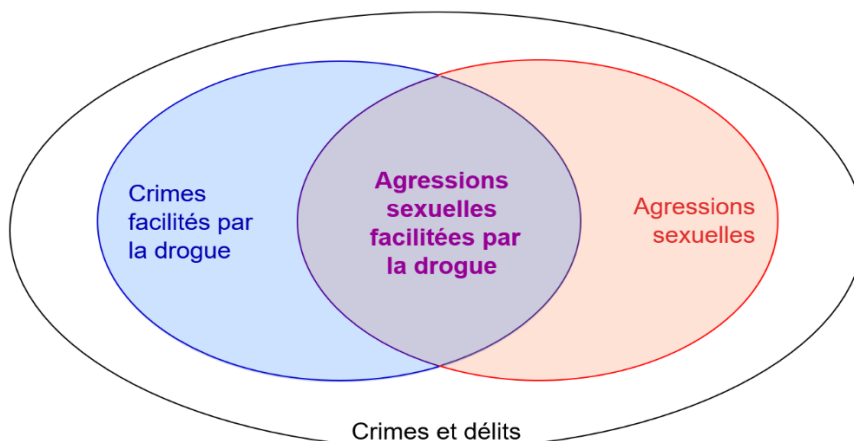 Crimes
facilités par
la drogue
Agressions
sexuelles
facilitées par
la drogue
Agressions
sexuelles
Crimes et délits